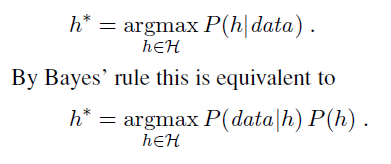 h* = argmax P(h|data) .
h∈ℋ
By Bayes’ rule this is equivalent to
h* = argmax P(data|h) P(h) .
h∈ℋ